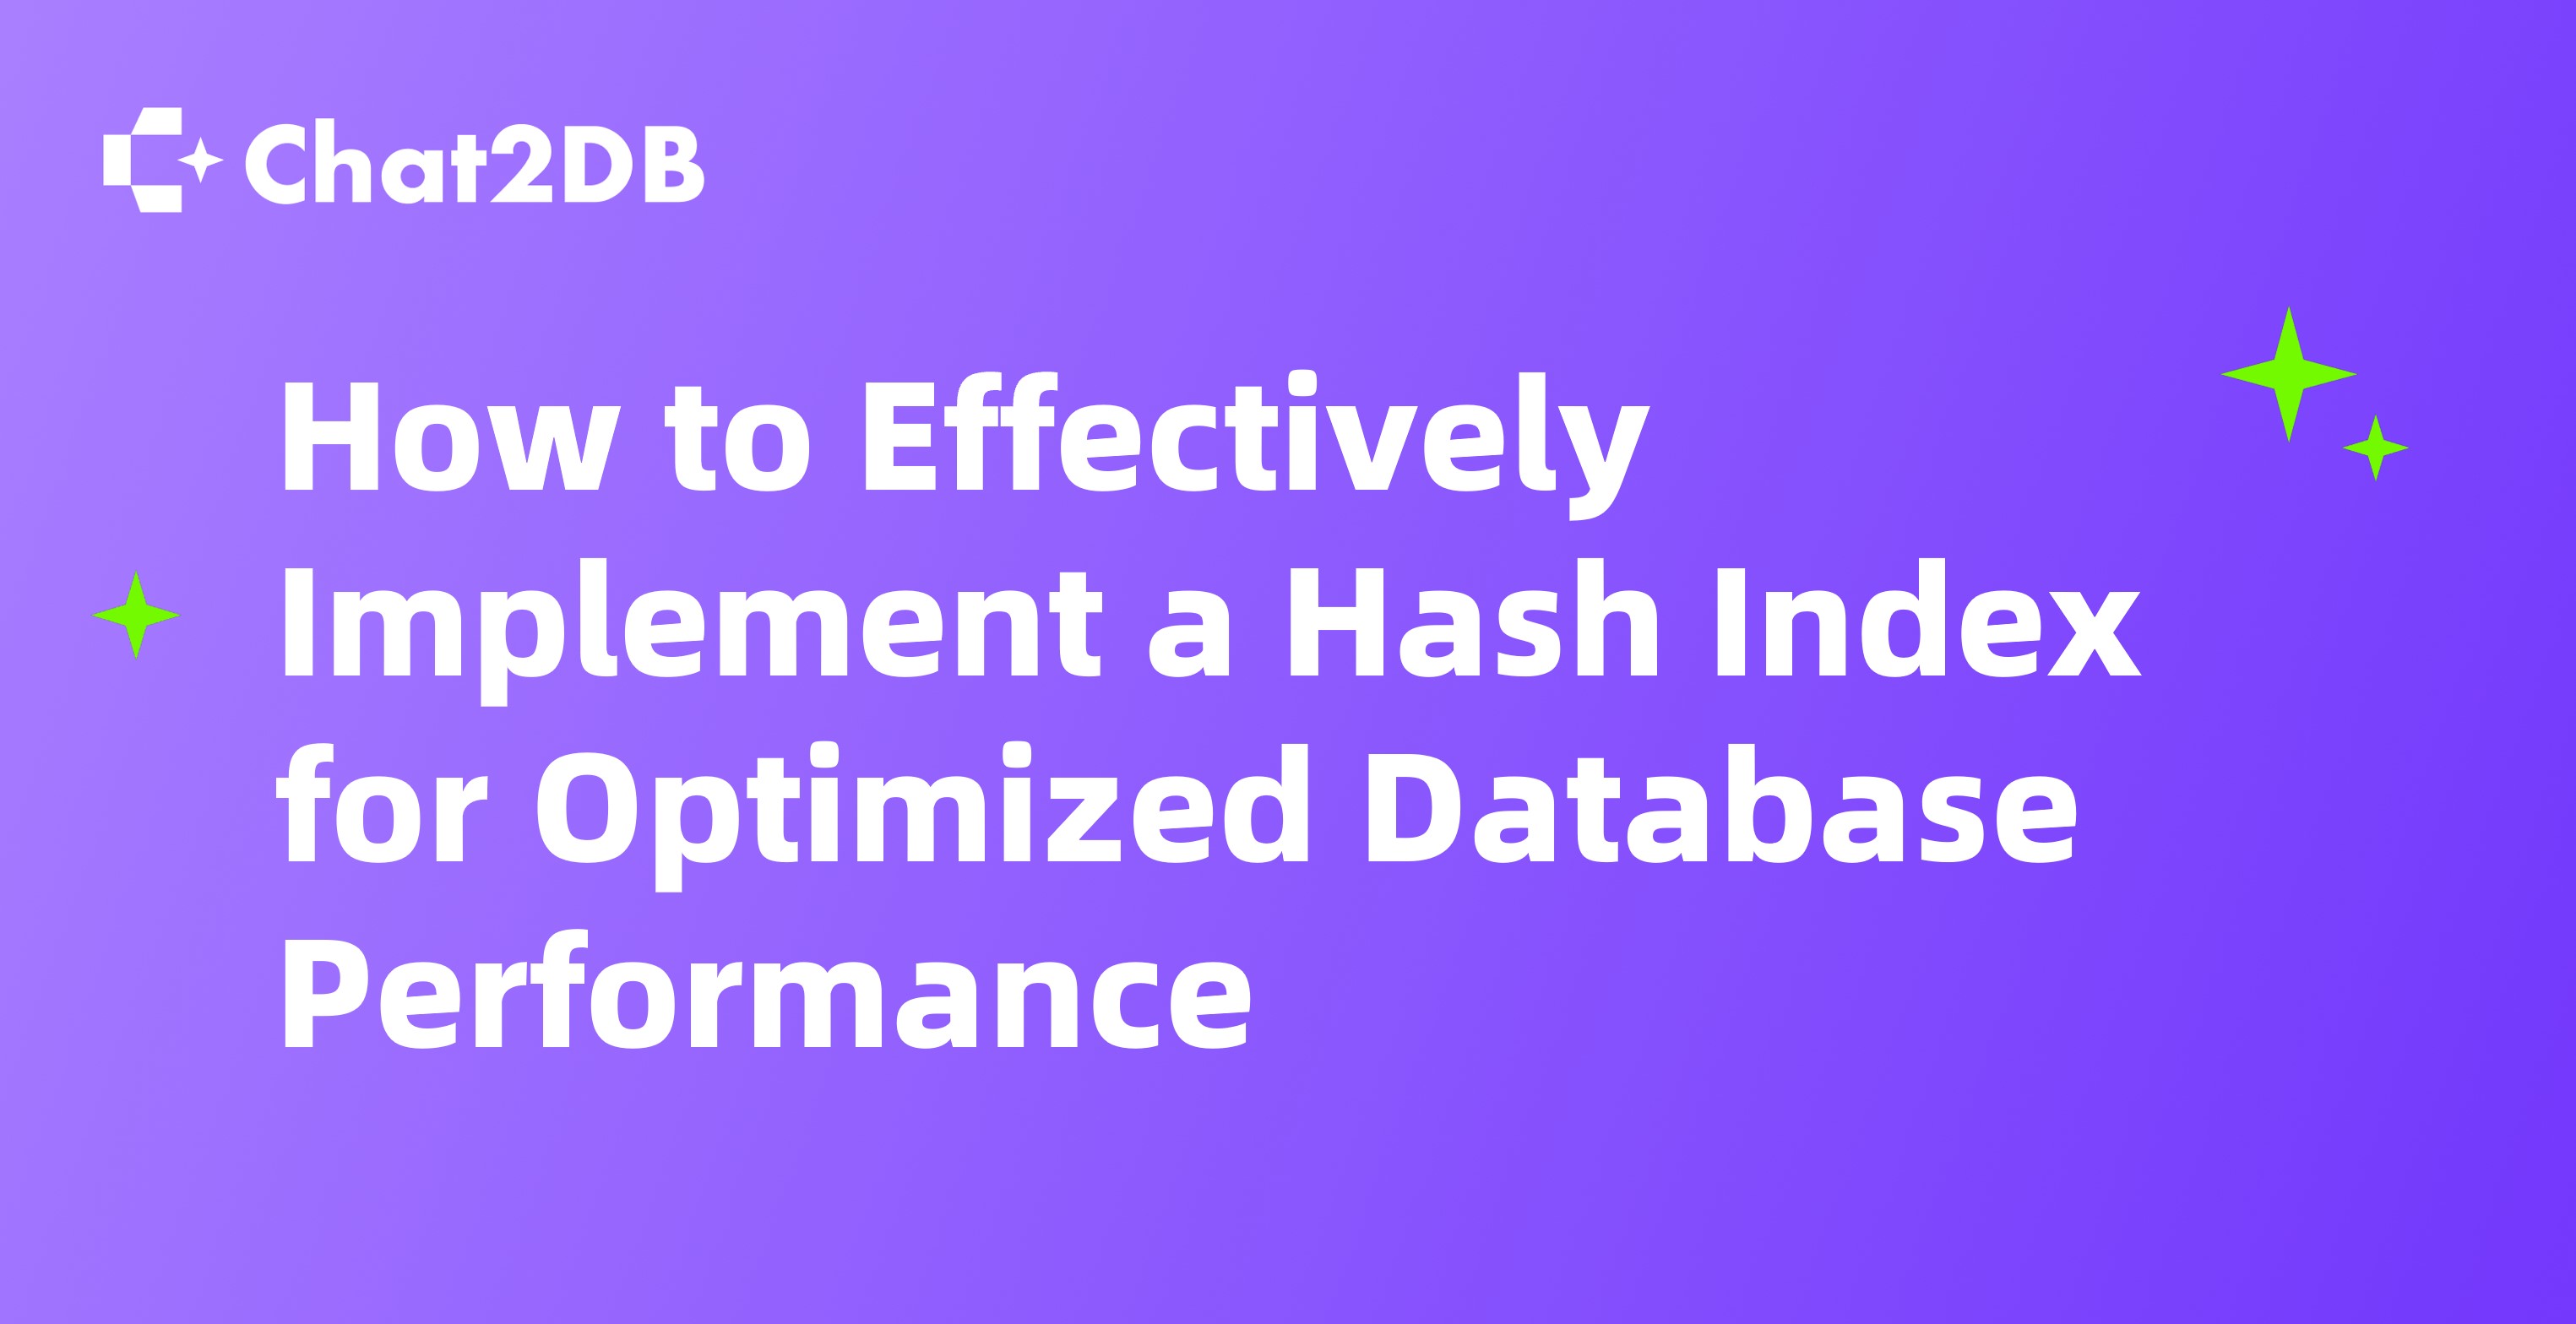 Chat2DB
How to Effectively
Implement a Hash Index
for Optimized Database
Performance